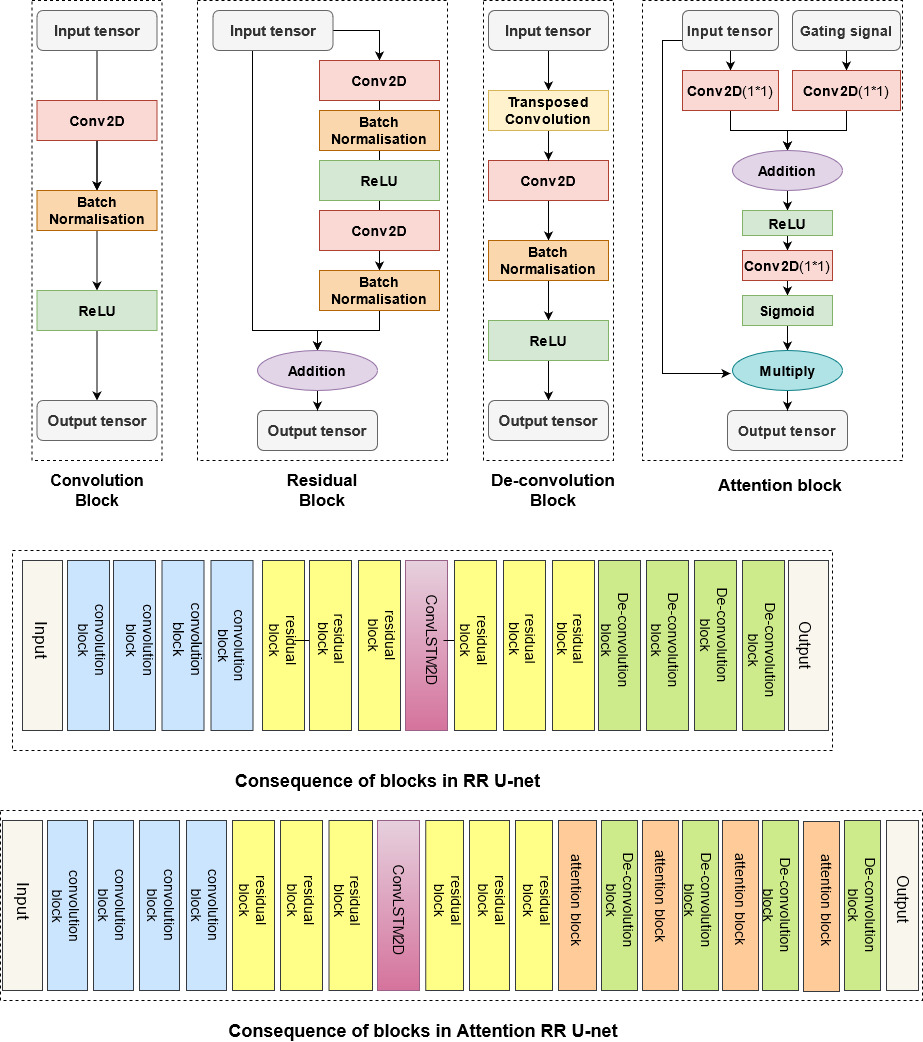 Input tensor
Conv2D
Batch
Normalisation
ReLU
Output tensor
Convolution
Block
Input tensor
Conv2D
Batch
Normalisation
ReLU
Conv2D
Batch
Normalisation
Addition
Output tensor
Residual
Block
Input tensor
Transposed
Convolution
Conv2D
Batch
Normalisation
ReLU
Output tensor
De-convolution
Block
Input tensor
Gating signal
Conv2D(1*1)
Conv2D(1*1)
Addition
ReLU
Conv2D(1*1)
Sigmoid
Multiply
Output tensor
Attention block
Input
convolution
block
convolution
block
convolution
block
convolution
block
residual
block
residual
block
residual
block
ConvLSTM2D
residual
block
residual
block
residual
block
De-convolution
block
De-convolution
block
De-convolution
block
De-convolution
block
Output
Consequence of blocks in RR U-net
Input
convolution
block
convolution
block
convolution
block
convolution
block
residual
block
residual
block
residual
block
ConvLSTM2D
residual
block
residual
block
residual
block
attention block
De-convolution
block
attention block
De-convolution
block
attention block
De-convolution
block
attention block
De-convolution
block
Output
Consequence of blocks in Attention RR U-net